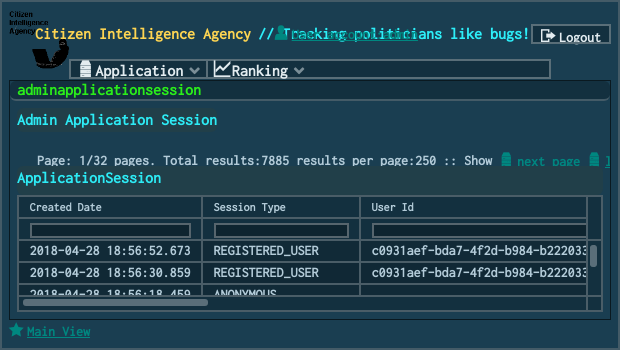 Citizen
Intelligence
Agency
Citizen Intelligence Agency // Tracking politicians like bugs!
Logout
Application Ranking
adminapplicationsession
Admin Application Session
Page: 1/32 pages. Total results:7885 results per page:250 :: Show next page
ApplicationSession
Created Date Session Type User Id
2018-04-28 18:56:52.673 REGISTERED_USER c0931aef-bda7-4f2d-b984-b222033
2018-04-28 18:56:30.859 REGISTERED_USER c0931aef-bda7-4f2d-b984-b222033
2018-04-28 18:56:18.459 ANONYMOUS
Main View